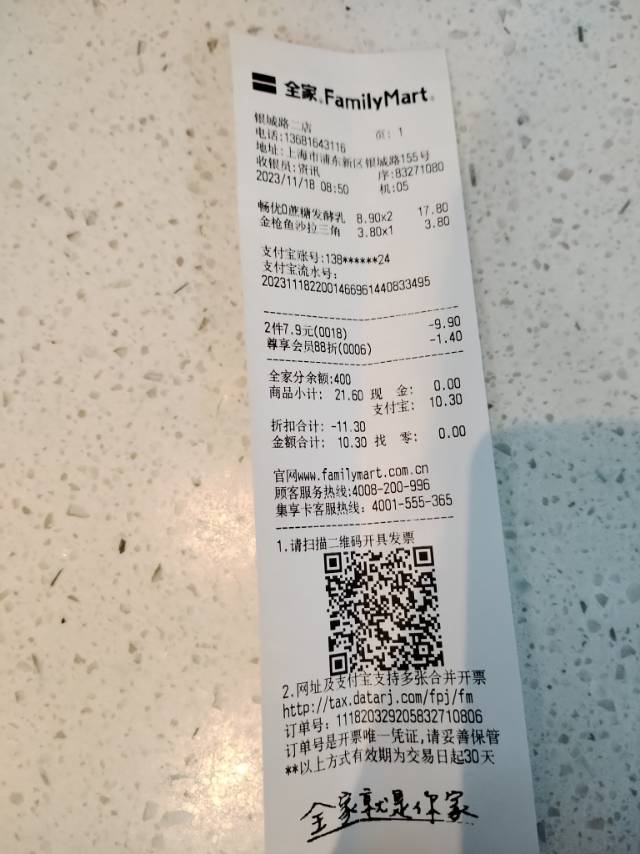 全家 FamilyMart
银城路二店 页: 1
电话:13681643116
地址:上海市浦东新区银城路155号
收银员:资讯 序:83271080
2023/11/18 08:50 机:05
畅优0蔗糖发酵乳 8.90×2 17.80
金枪鱼沙拉三角 3.80×1 3.80
支付宝账号:138******24
支付宝流水号:
2023111822001466961440833495
2件7.9元(0018) -9.90
尊享会员88折(0006) -1.40
全家分余额:400
商品小计: 21.60 现 金: 0.00
支付宝: 10.30
折扣合计: -11.30
金额合计: 10.30 找 零: 0.00
官网www.familymart.com.cn
顾客服务热线:4008-200-996
集享卡客服热线: 4001-555-365
1.请扫描二维码开具发票
2.网址及支付宝支持多张合并开票
http://tax.datarj.com/fpj/fm
订单号: 111820329205832710806
订单号是开票唯一凭证,请妥善保管
**以上方式有效期为交易日起30天
全家就是你家